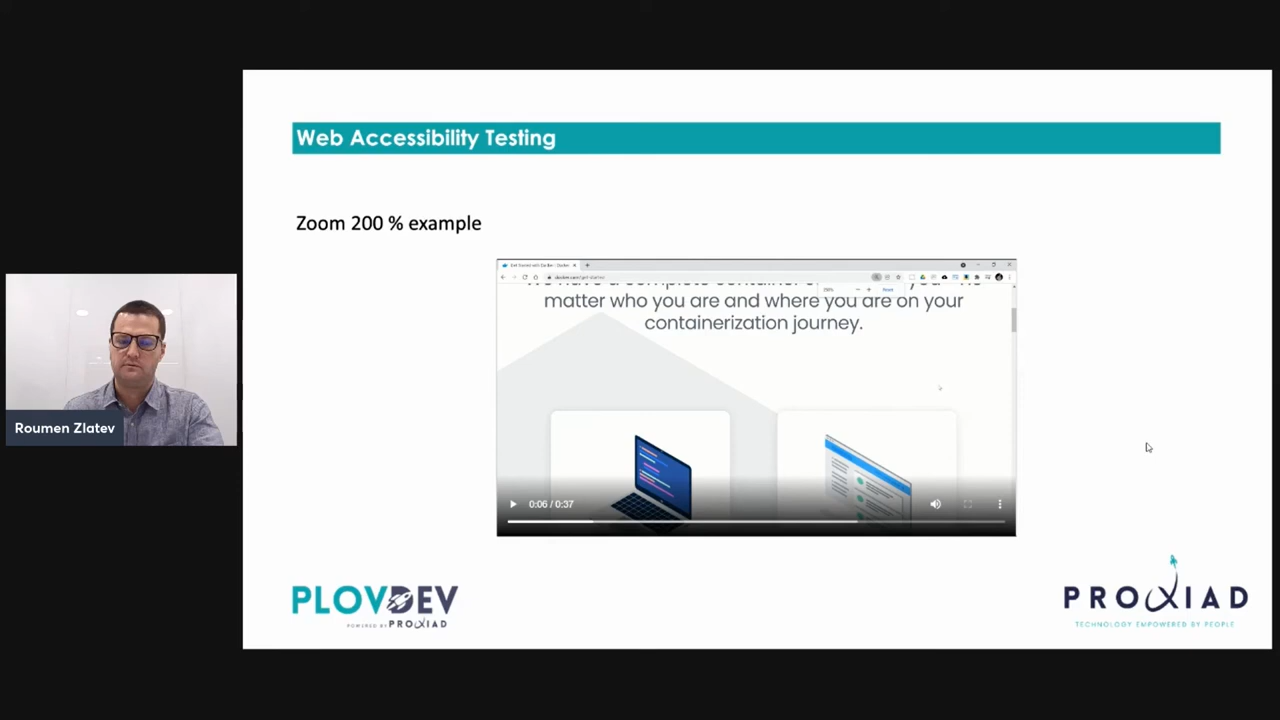 Web Accessibility Testing
Zoom 200 % example
matter who you are and where you are on your
containerization journey.
0:06 / 0:37
Roumen Zlatev
PLOVDEV
POWERED BY PROXIAD
PROXIAD
TECHNOLOGY EMPOWERED BY PEOPLE